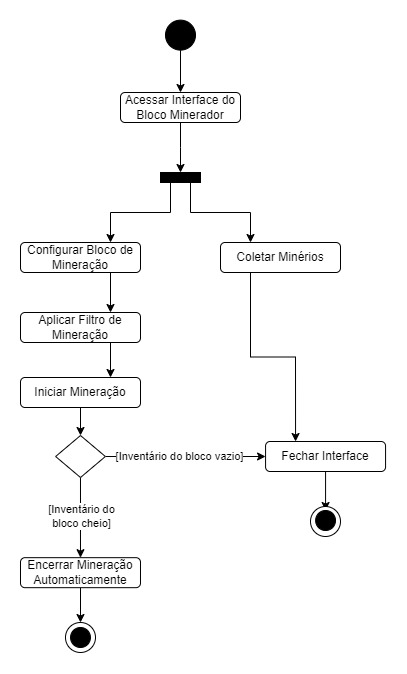 Acessar Interface do
Bloco Minerador
Configurar Bloco de
Mineração
Coletar Minérios
Aplicar Filtro de
Mineração
Iniciar Mineração
[Inventário do bloco vazio]
Fechar Interface
[Inventário do
bloco cheio]
Encerrar Mineração
Automaticamente